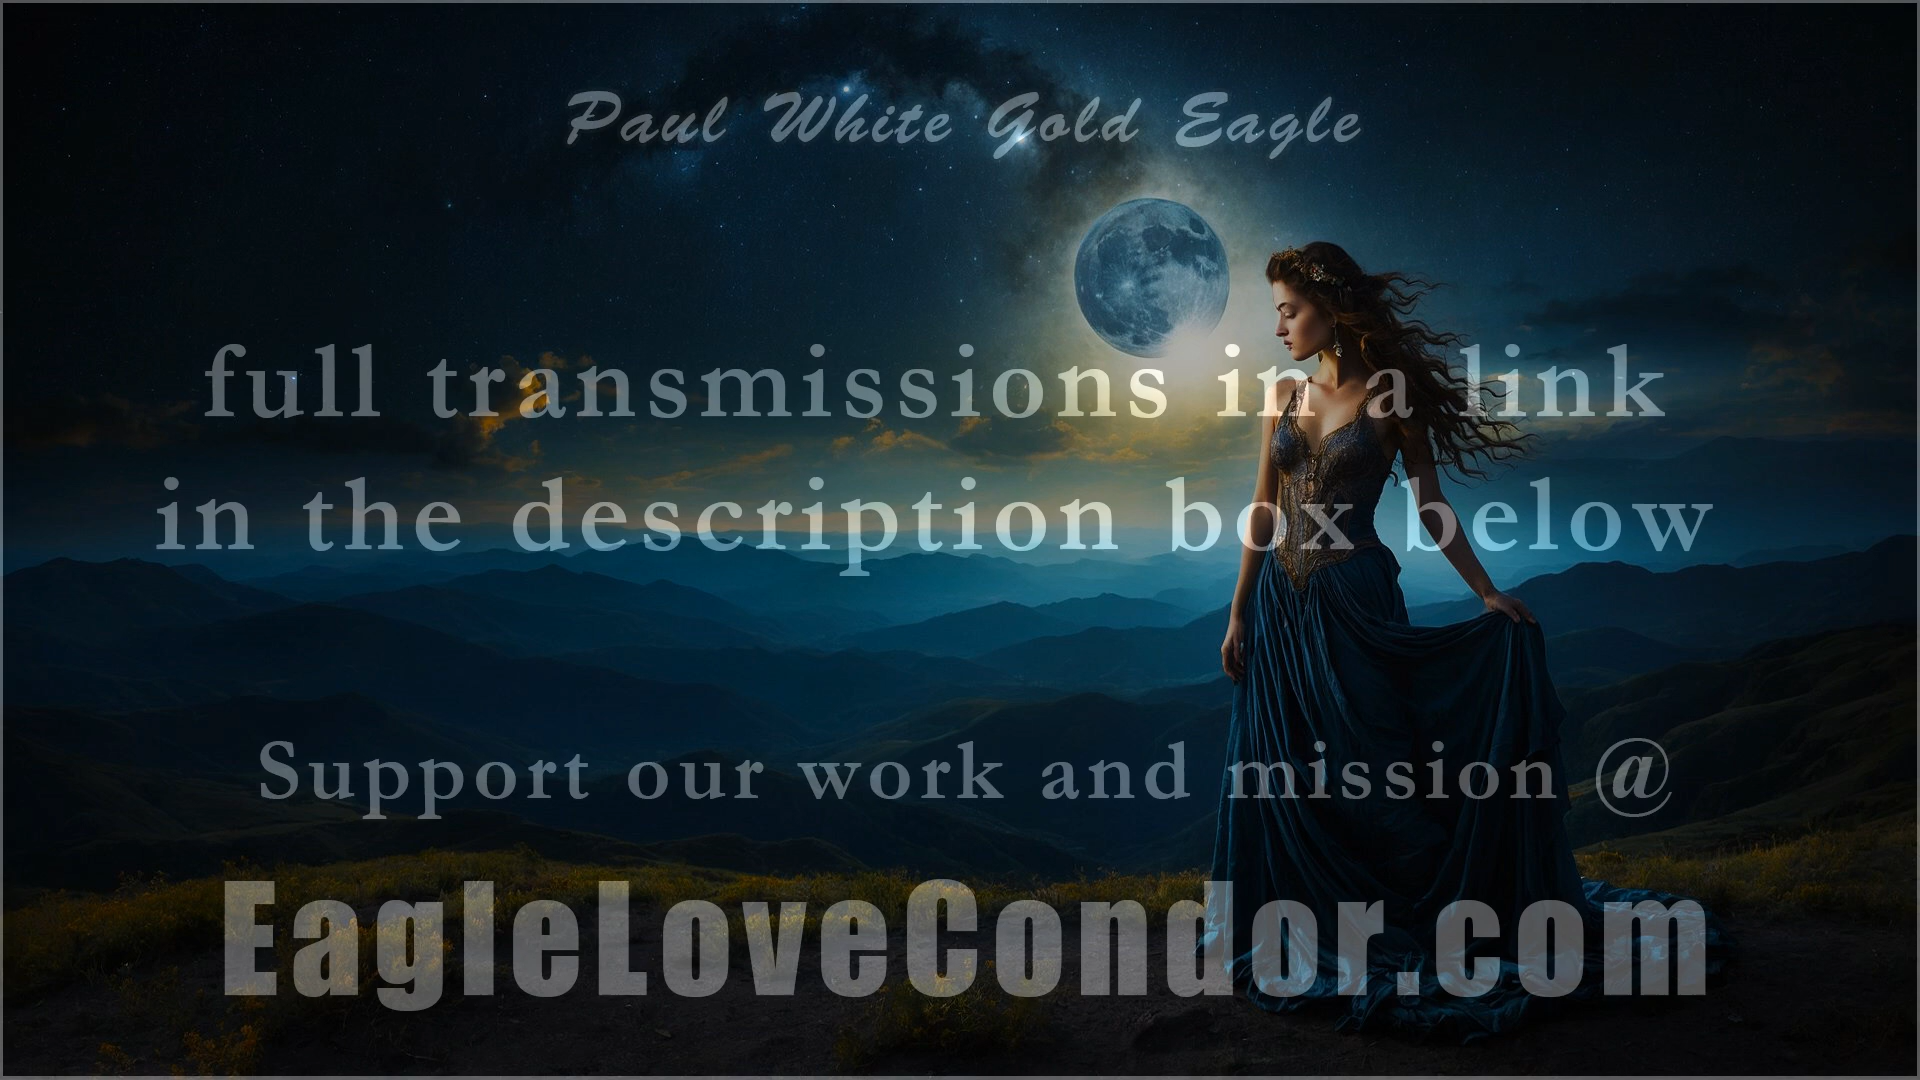 Paul White Gold Eagle
full transmissions in a link
in the description box below
Support our work and mission @
EagleLoveCondor.com